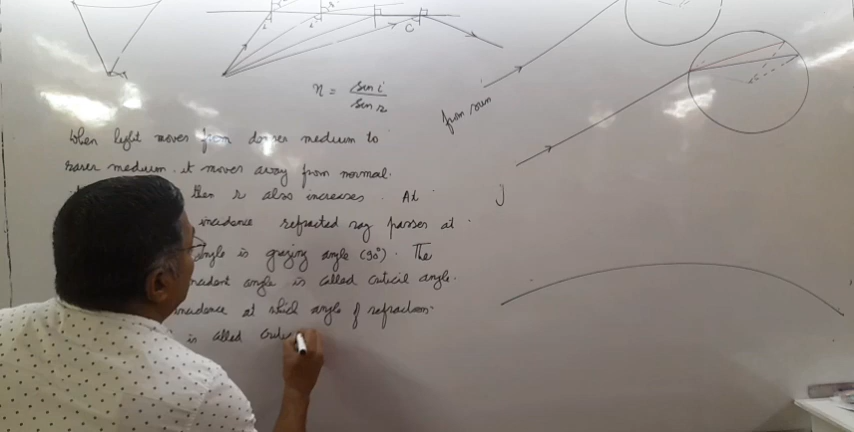 C
n = sin i / sin r
from sun
When light moves from denser medium to
rarer medium. it moves away from normal.
then r also increases. At
incidence refracted ray passes at
angle is grazing angle (90°). The
incident angle is called critical angle.
incidence at which angle of refraction
is called critic